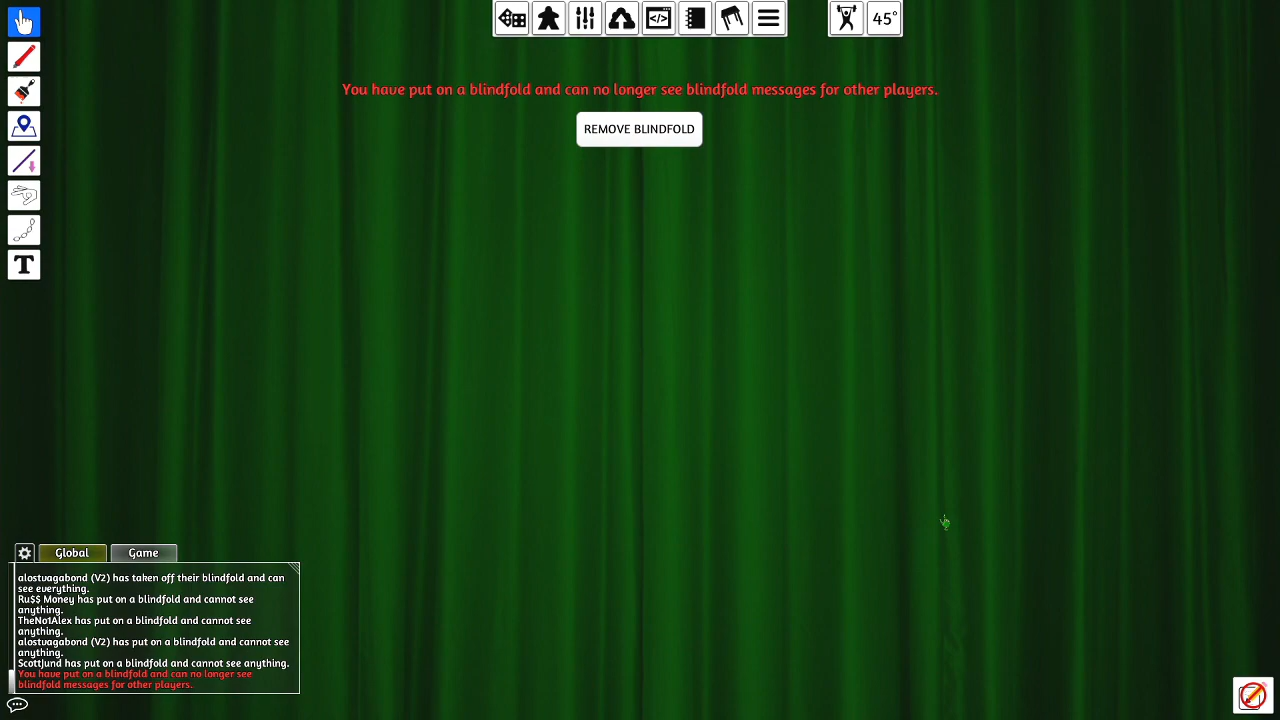 45°
You have put on a blindfold and can no longer see blindfold messages for other players.
REMOVE BLINDFOLD
T
Global
Game
alostvagabond (V2) has taken off their blindfold and can
see everything.
Ru$$ Money has put on a blindfold and cannot see
anything.
TheNo1Alex has put on a blindfold and cannot see
anything.
alostvagabond (V2) has put on a blindfold and cannot see
anything.
ScottJund has put on a blindfold and cannot see anything.
You have put on a blindfold and can no longer see
blindfold messages for other players.